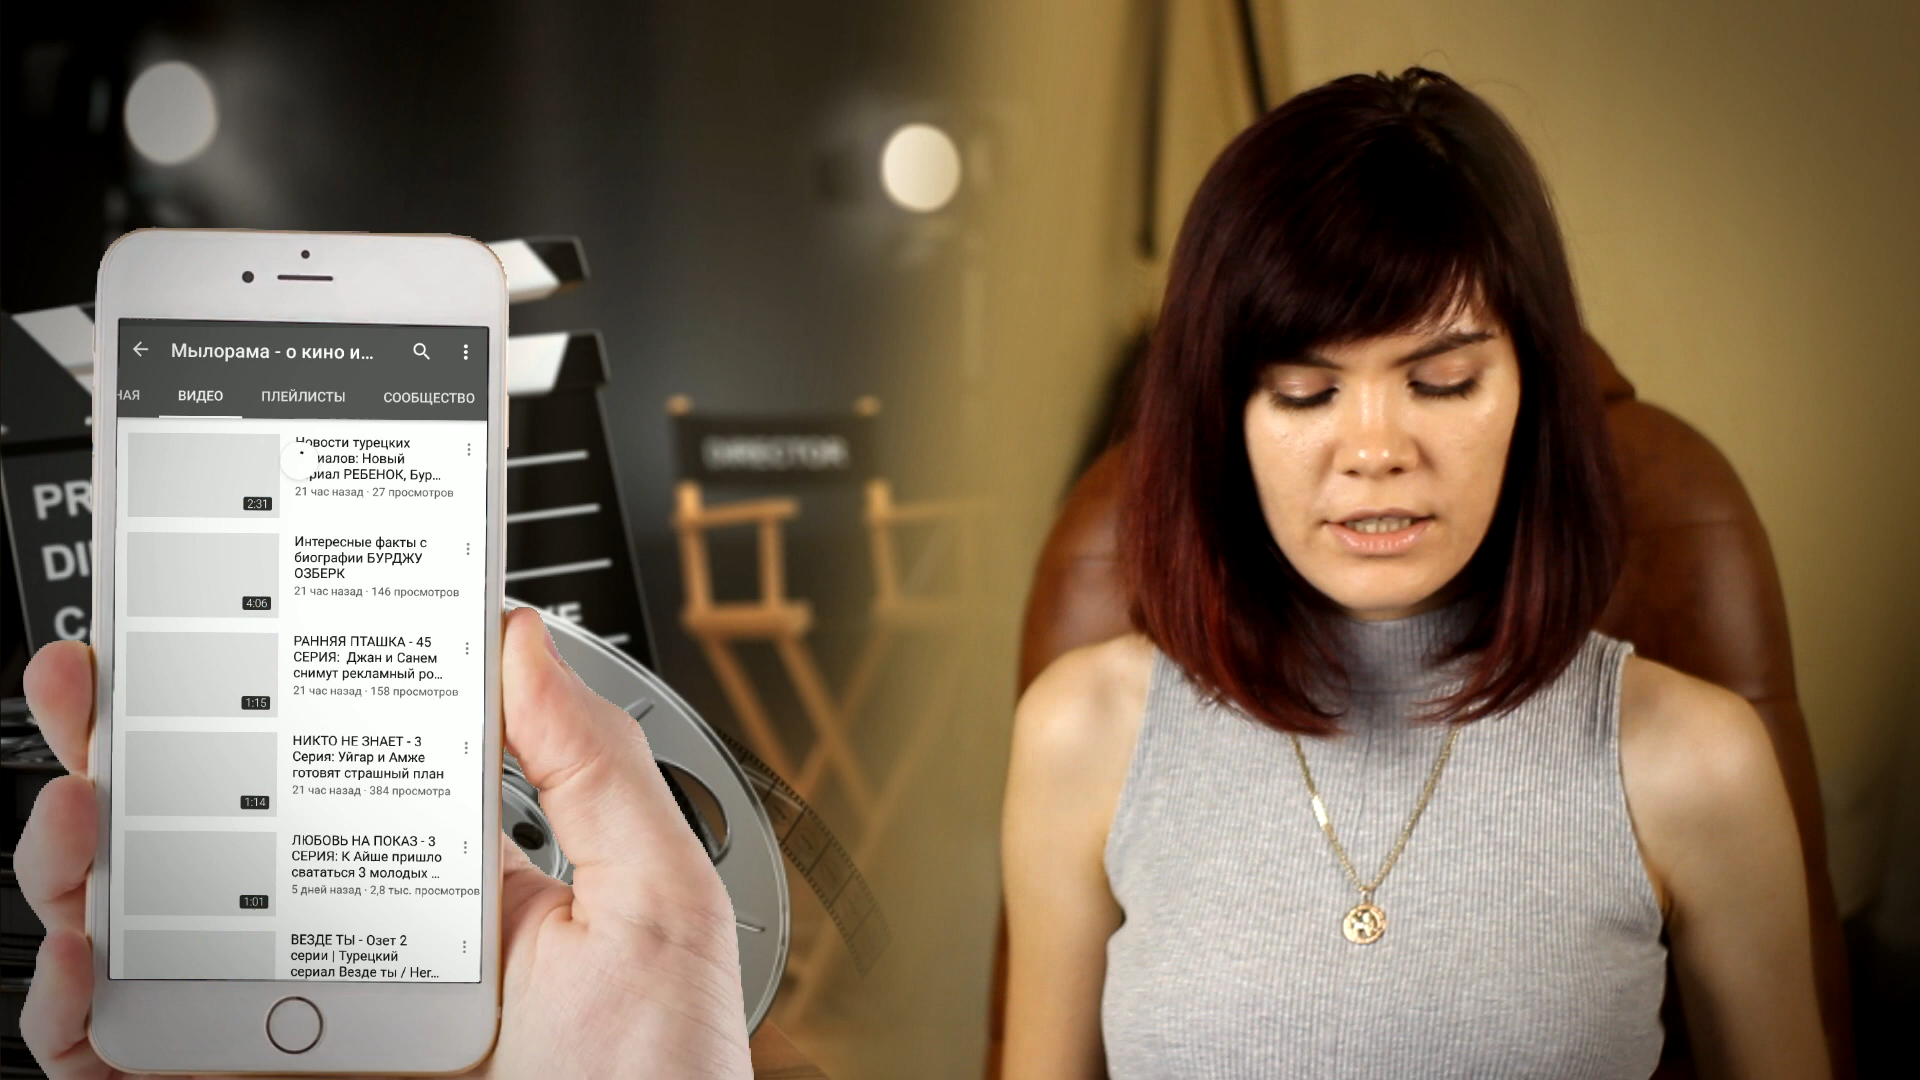 Мылорама - о кино и...
НАЯ ВИДЕО ПЛЕЙЛИСТЫ СООБЩЕСТВО
Новости турецких
Новый
РЕБЕНОК, Бур...
21 час назад · 27 просмотров
2:31
Интересные факты с
биографии БУРДЖУ
ОЗБЕРК
21 час назад · 146 просмотров
4:06
РАННЯЯ ПТАШКА - 45
СЕРИЯ: Джан и Санем
снимут рекламный ро...
21 час назад · 158 просмотров
1:15
НИКТО НЕ ЗНАЕТ - 3
Серия: Уйгар и Амже
готовят страшный план
21 час назад · 384 просмотра
1:14
ЛЮБОВЬ НА ПОКАЗ - 3
СЕРИЯ: К Айше пришло
свататься 3 молодых ...
5 дней назад · 2,8 тыс. просмотров
1:01
ВЕЗДЕ ТЫ - Озет 2
серии | Турецкий
сериал Везде ты / Her...
DIRECTOR